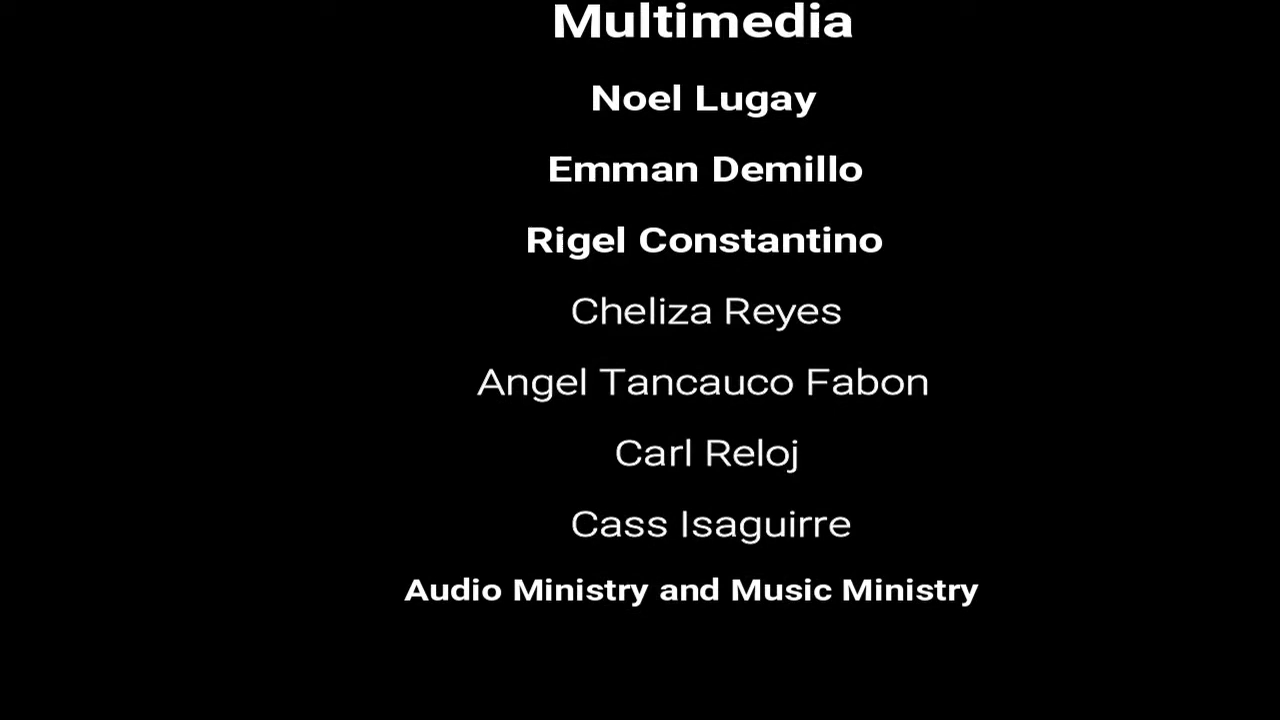 Multimedia
Noel Lugay
Emman Demillo
Rigel Constantino
Cheliza Reyes
Angel Tancauco Fabon
Carl Reloj
Cass Isaguirre
Audio Ministry and Music Ministry